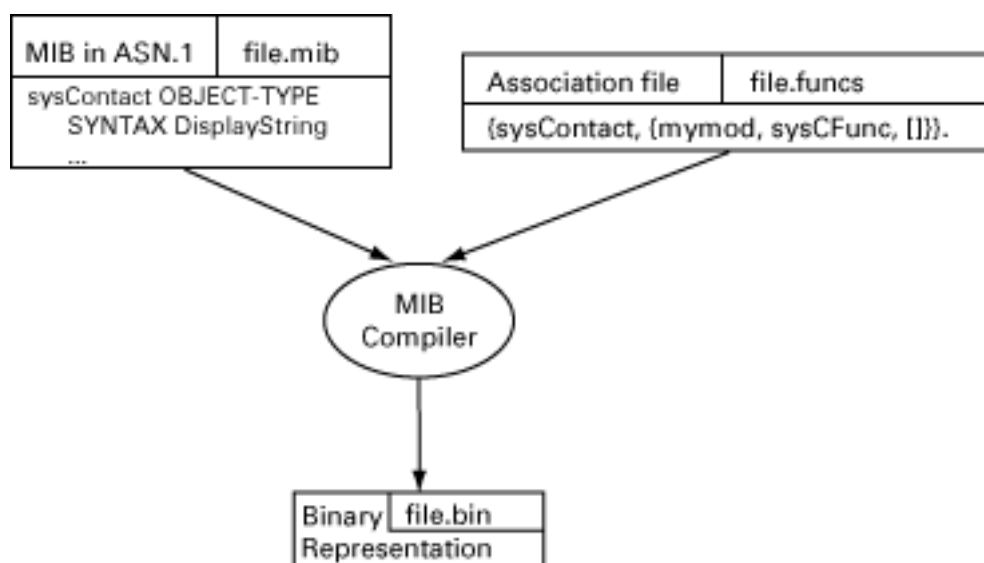 MIB in ASN.1 file.mib
sysContact OBJECT-TYPE
SYNTAX DisplayString
...
Association file file.funcs
{sysContact, {mymod, sysCFunc, []}}.
MIB
Compiler
Binary file.bin
Representation